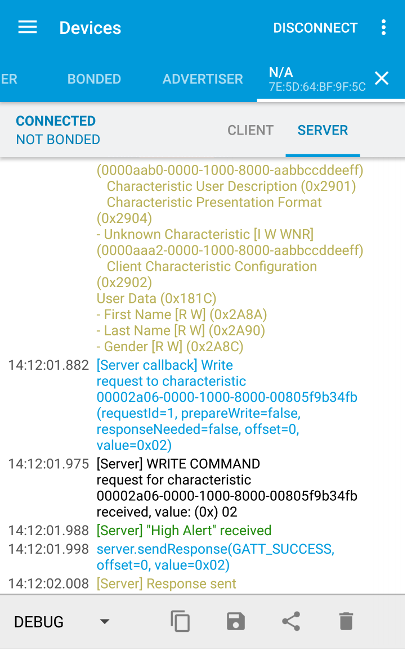 Devices
DISCONNECT
ER
BONDED
ADVERTISER
N/A
7E:5D:64:BF:9F:5C
CONNECTED
NOT BONDED
CLIENT
SERVER
(0000aab0-0000-1000-8000-aabbccddeeff)
Characteristic User Description (0x2901)
Characteristic Presentation Format
(0x2904)
- Unknown Characteristic [I W WNR]
(0000aaa2-0000-1000-8000-aabbccddeeff)
Client Characteristic Configuration
(0x2902)
User Data (0x181C)
- First Name [R W] (0x2A8A)
- Last Name [R W] (0x2A90)
- Gender [R W] (0x2A8C)
14:12:01.882 [Server callback] Write
request to characteristic
00002a06-0000-1000-8000-00805f9b34fb
(requestId=1, prepareWrite=false,
responseNeeded=false, offset=0,
value=0x02)
14:12:01.975 [Server] WRITE COMMAND
request for characteristic
00002a06-0000-1000-8000-00805f9b34fb
received, value: (0x) 02
14:12:01.988 [Server] "High Alert" received
14:12:01.998 server.sendResponse(GATT_SUCCESS,
offset=0, value=0x02)
14:12:02.008 [Server] Response sent
DEBUG